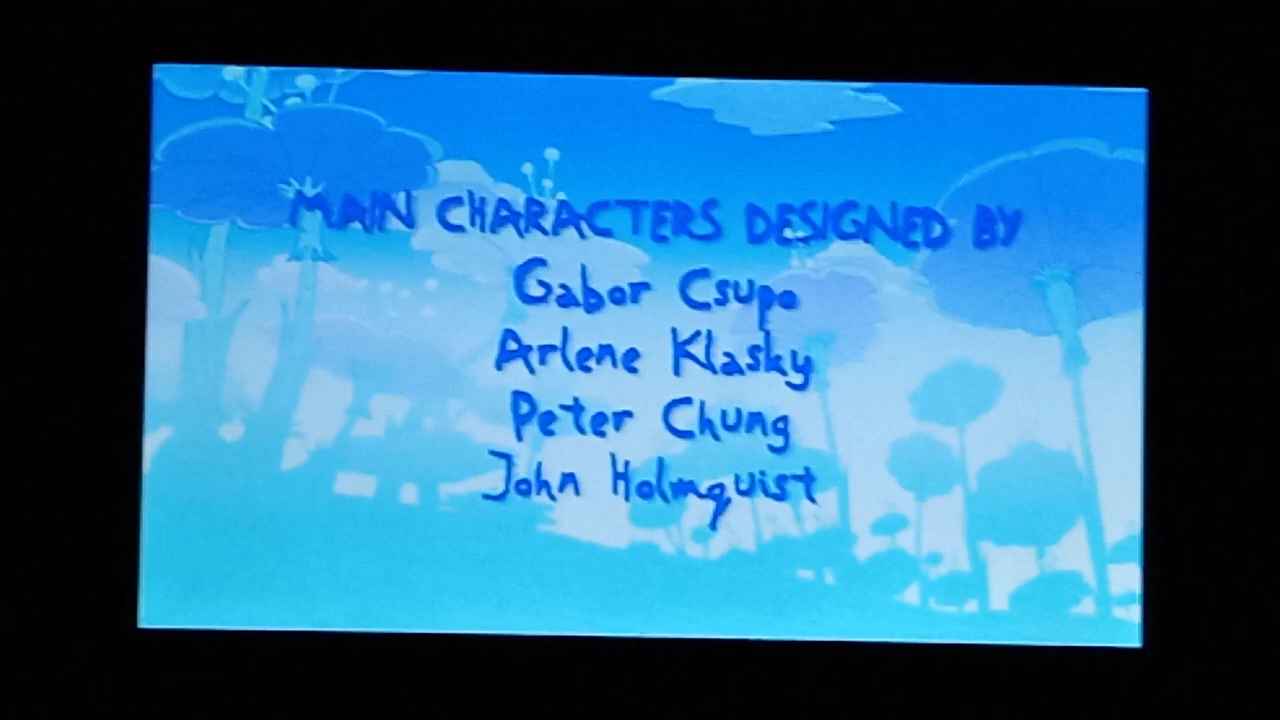 MAIN CHARACTERS DESIGNED BY
Gabor Csupo
Arlene Klasky
Peter Chung
John Holmquist